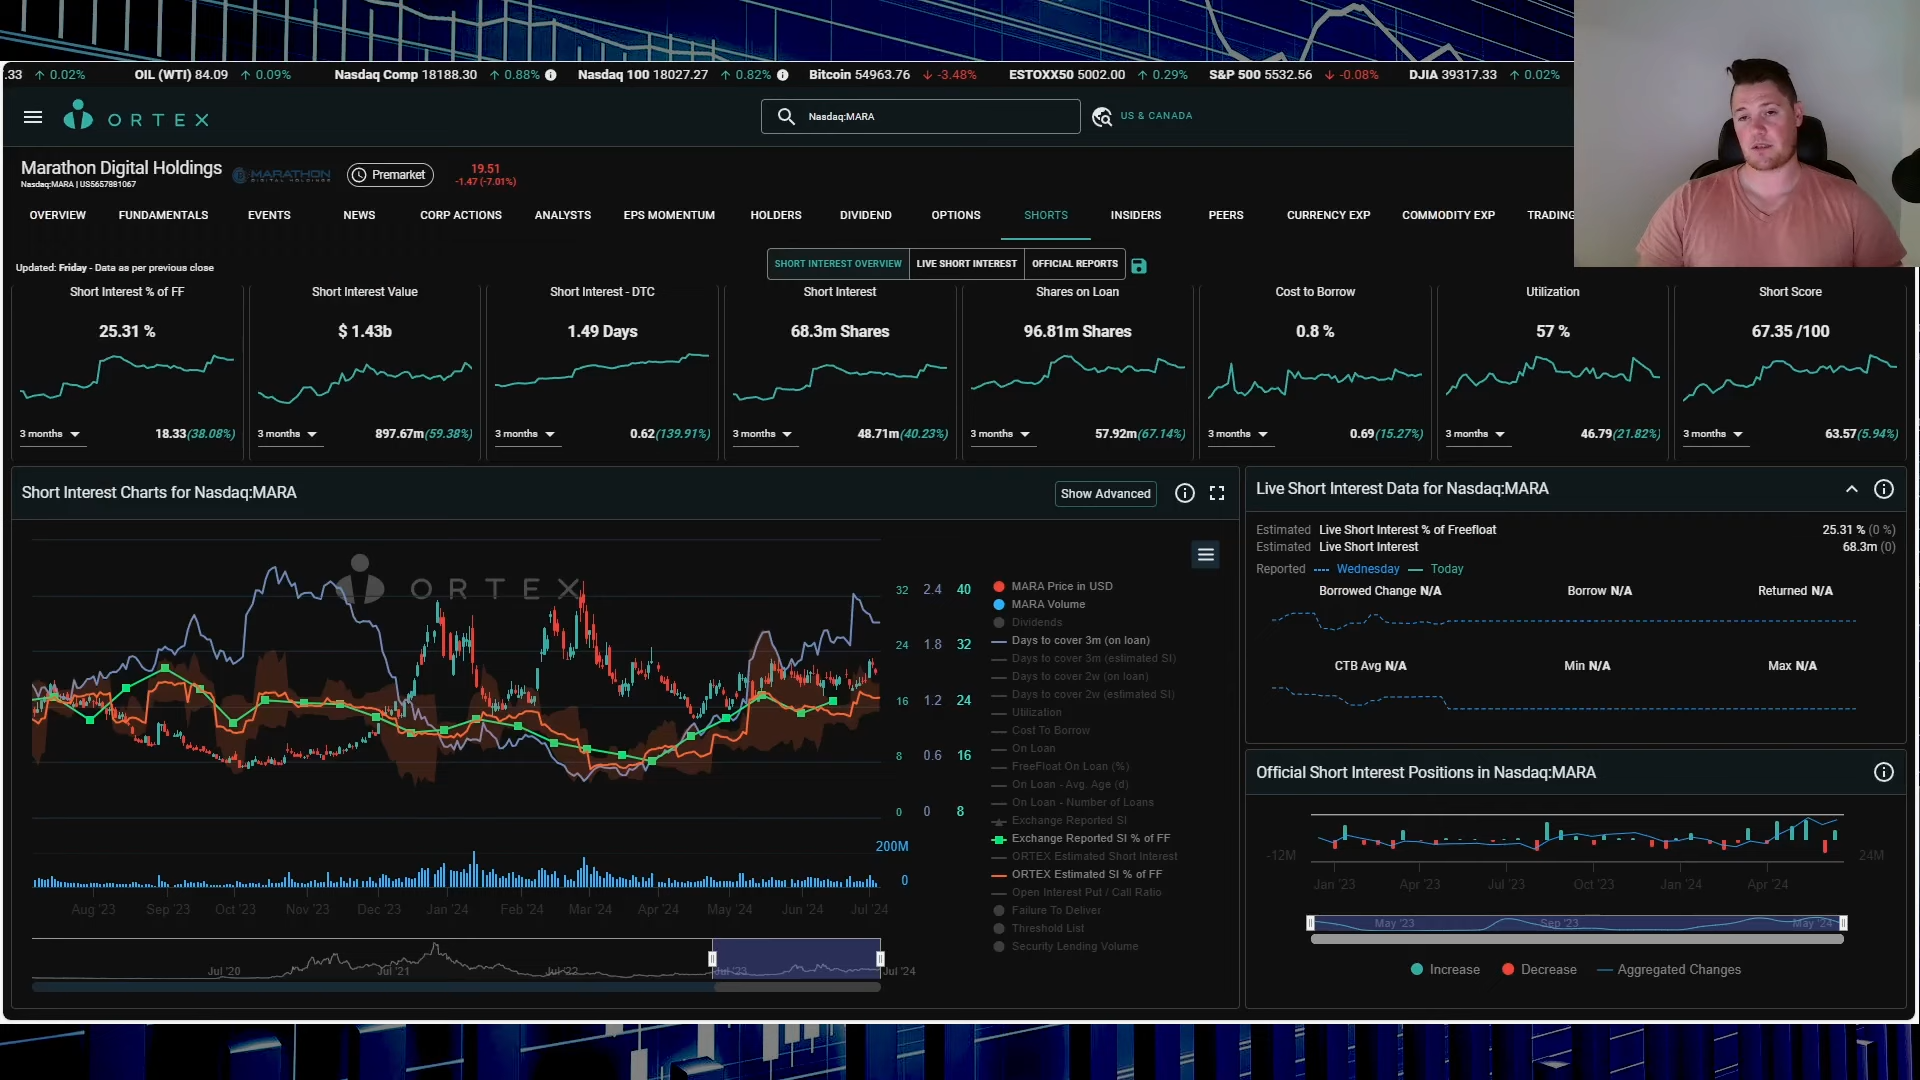 .33 ↑ 0.02% OIL (WTI) 84.09 ↑ 0.09% Nasdaq Comp 18188.30 ↑ 0.88% Nasdaq 100 18027.27 ↑ 0.82% Bitcoin 54963.76 ↓ -3.48% ESTOXX50 5002.00 ↑ 0.29% S&P 500 5532.56 ↓ -0.08% DJIA 39317.33 ↑ 0.02%
ORTEX
Nasdaq:MARA
US & CANADA
Marathon Digital Holdings
Nasdaq:MARA | US5657881067
MARATHON
DIGITAL HOLDINGS
Premarket
19.51
-1.47 (-7.01%)
OVERVIEW FUNDAMENTALS EVENTS NEWS CORP ACTIONS ANALYSTS EPS MOMENTUM HOLDERS DIVIDEND OPTIONS SHORTS INSIDERS PEERS CURRENCY EXP COMMODITY EXP TRADING
SHORT INTEREST OVERVIEW LIVE SHORT INTEREST OFFICIAL REPORTS
Updated: Friday - Data as per previous close
Short Interest % of FF Short Interest Value Short Interest - DTC Short Interest Shares on Loan Cost to Borrow Utilization Short Score
25.31 % $ 1.43b 1.49 Days 68.3m Shares 96.81m Shares 0.8 % 57 % 67.35 /100
3 months 18.33(38.08%) 3 months 897.67m(59.38%) 3 months 0.62(139.91%) 3 months 48.71m(40.23%) 3 months 57.92m(67.14%) 3 months 0.69(15.27%) 3 months 46.79(21.82%) 3 months 63.57(5.94%)
Short Interest Charts for Nasdaq:MARA
Show Advanced
ORTEX
32 2.4 40
24 1.8 32
16 1.2 24
8 0.6 16
0 0 8
200M
0
Aug '23 Sep '23 Oct '23 Nov '23 Dec '23 Jan '24 Feb '24 Mar '24 Apr '24 May '24 Jun '24 Jul '24
Jul '20 Jul '21 Jul '22 Jul '23 Jul '24
MARA Price in USD
MARA Volume
Dividends
Days to cover 3m (on loan)
Days to cover 3m (estimated SI)
Days to cover 2w (on loan)
Days to cover 2w (estimated SI)
Utilization
Cost To Borrow
On Loan
FreeFloat On Loan (%)
On Loan - Avg. Age (d)
On Loan - Number of Loans
Exchange Reported SI
Exchange Reported SI % of FF
ORTEX Estimated Short Interest
ORTEX Estimated SI % of FF
Open Interest Put / Call Ratio
Failure To Deliver
Threshold List
Security Lending Volume
Live Short Interest Data for Nasdaq:MARA
Estimated Live Short Interest % of Freefloat 25.31 % (0 %)
Estimated Live Short Interest 68.3m (0)
Reported Wednesday Today
Borrowed Change N/A Borrow N/A Returned N/A
CTB Avg N/A Min N/A Max N/A
Official Short Interest Positions in Nasdaq:MARA
-12M 24M
Jan '23 Apr '23 Jul '23 Oct '23 Jan '24 Apr '24
May '23 Sep '23 May '24
Increase Decrease Aggregated Changes